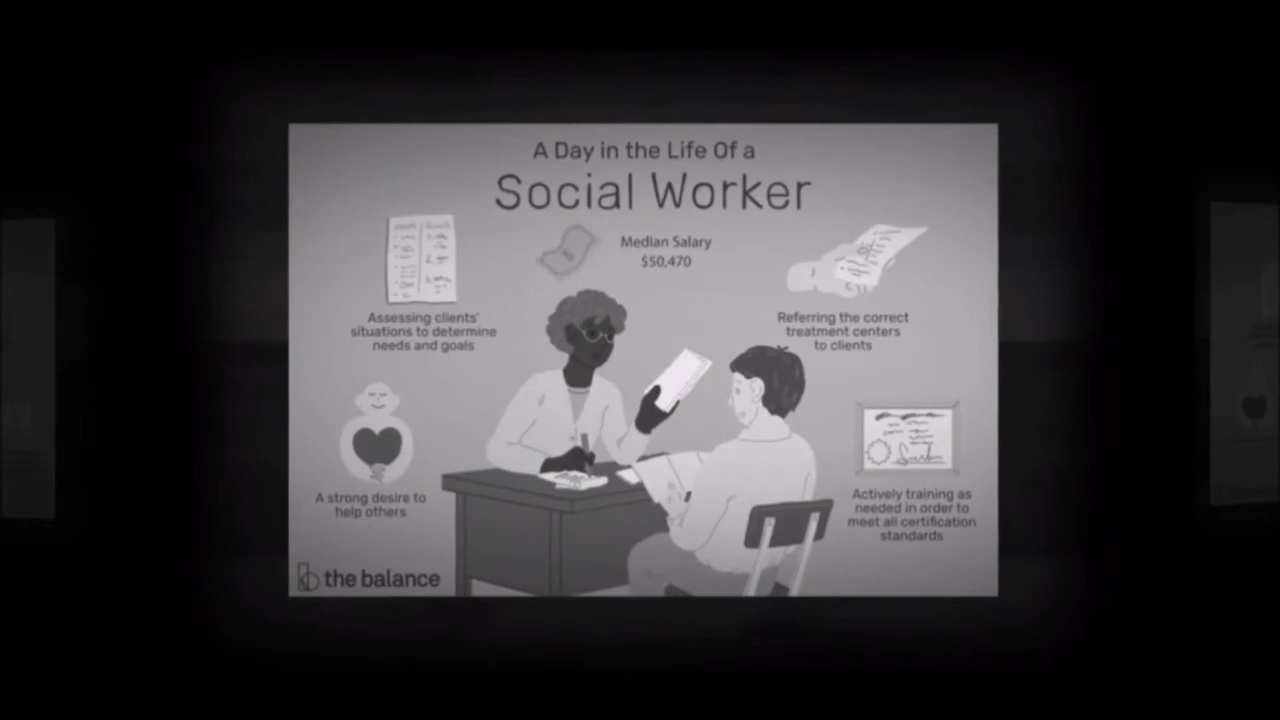 A Day in the Life Of a
Social Worker
Median Salary
$50,470
Assessing clients'
situations to determine
needs and goals
Referring the correct
treatment centers
to clients
A strong desire to
help others
Actively training as
needed in order to
meet all certification
standards
the balance